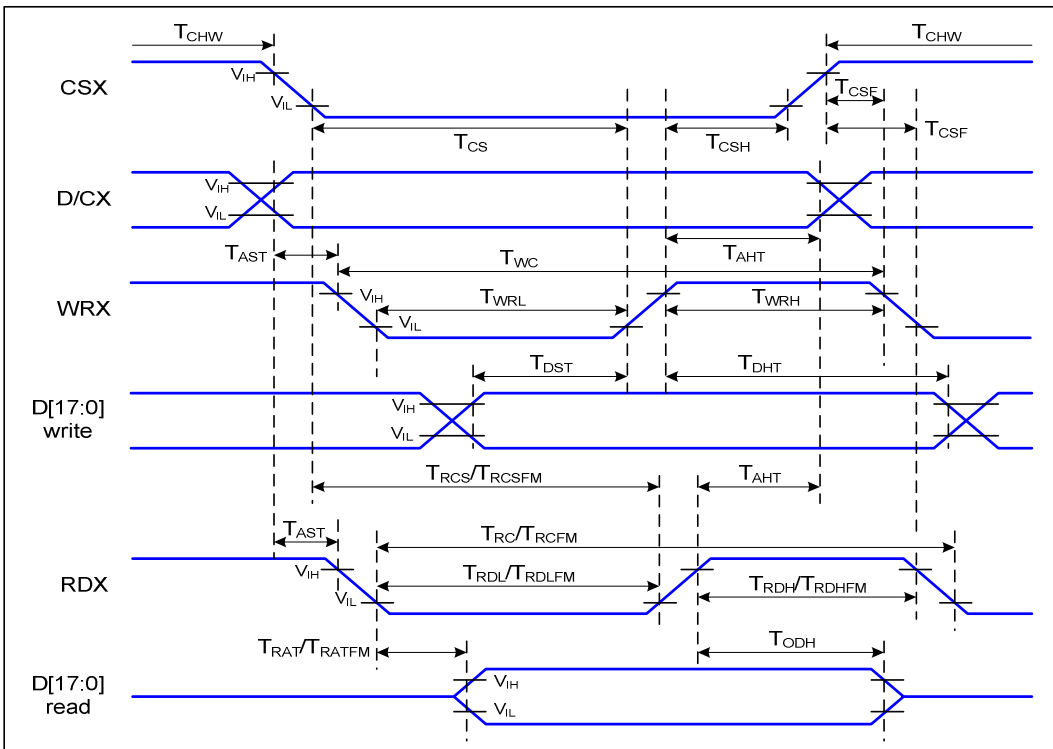 TCHW TCHW
CSX VIH VIL TCSF
TCS TCSH TCSF
D/CX VIH VIL
TAST TWC TAHT
WRX VIH VIL TWRL TWRH
TDST TDHT
D[17:0] write VIH VIL
TRCS/TRCSFM TAHT
TAST TRC/TRCFM
RDX VIH VIL TRDL/TRDLFM TRDH/TRDHFM
TRAT/TRATFM TODH
D[17:0] read VIH VIL